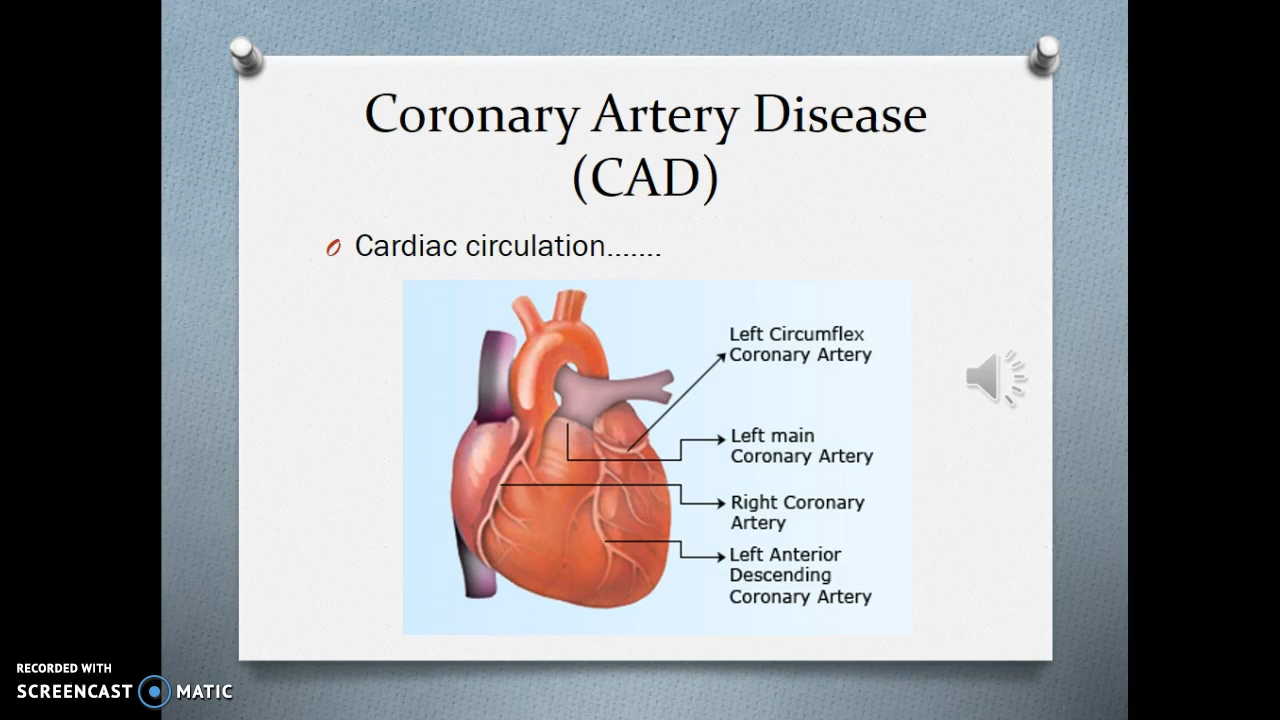 Coronary Artery Disease
(CAD)
Cardiac circulation.......
Left Circumflex
Coronary Artery
Left main
Coronary Artery
Right Coronary
Artery
Left Anterior
Descending
Coronary Artery
RECORDED WITH
SCREENCAST MATIC